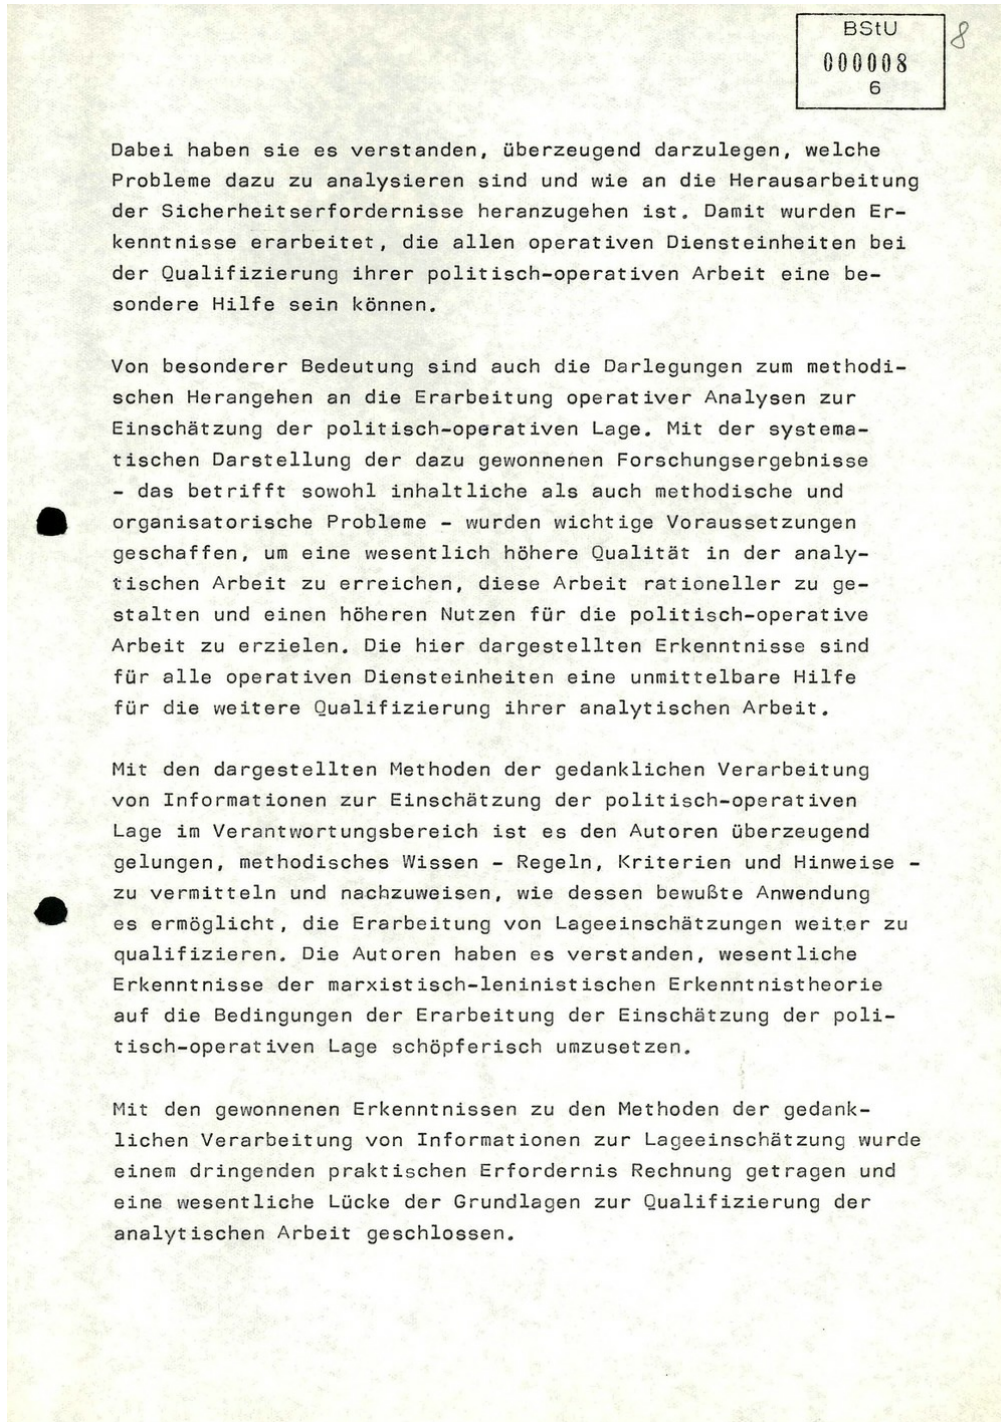 BStU
000008
6
8
Dabei haben sie es verstanden, überzeugend darzulegen, welche
Probleme dazu zu analysieren sind und wie an die Herausarbeitung
der Sicherheitserfordernisse heranzugehen ist. Damit wurden Er-
kenntnisse erarbeitet, die allen operativen Diensteinheiten bei
der Qualifizierung ihrer politisch-operativen Arbeit eine be-
sondere Hilfe sein können.
Von besonderer Bedeutung sind auch die Darlegungen zum methodi-
schen Herangehen an die Erarbeitung operativer Analysen zur
Einschätzung der politisch-operativen Lage. Mit der systema-
tischen Darstellung der dazu gewonnenen Forschungsergebnisse
- das betrifft sowohl inhaltliche als auch methodische und
organisatorische Probleme - wurden wichtige Voraussetzungen
geschaffen, um eine wesentlich höhere Qualität in der analy-
tischen Arbeit zu erreichen, diese Arbeit rationeller zu ge-
stalten und einen höheren Nutzen für die politisch-operative
Arbeit zu erzielen. Die hier dargestellten Erkenntnisse sind
für alle operativen Diensteinheiten eine unmittelbare Hilfe
für die weitere Qualifizierung ihrer analytischen Arbeit.
Mit den dargestellten Methoden der gedanklichen Verarbeitung
von Informationen zur Einschätzung der politisch-operativen
Lage im Verantwortungsbereich ist es den Autoren überzeugend
gelungen, methodisches Wissen - Regeln, Kriterien und Hinweise -
zu vermitteln und nachzuweisen, wie dessen bewußte Anwendung
es ermöglicht, die Erarbeitung von Lageeinschätzungen weiter zu
qualifizieren. Die Autoren haben es verstanden, wesentliche
Erkenntnisse der marxistisch-leninistischen Erkenntnistheorie
auf die Bedingungen der Erarbeitung der Einschätzung der poli-
tisch-operativen Lage schöpferisch umzusetzen.
Mit den gewonnenen Erkenntnissen zu den Methoden der gedank-
lichen Verarbeitung von Informationen zur Lageeinschätzung wurde
einem dringenden praktischen Erfordernis Rechnung getragen und
eine wesentliche Lücke der Grundlagen zur Qualifizierung der
analytischen Arbeit geschlossen.